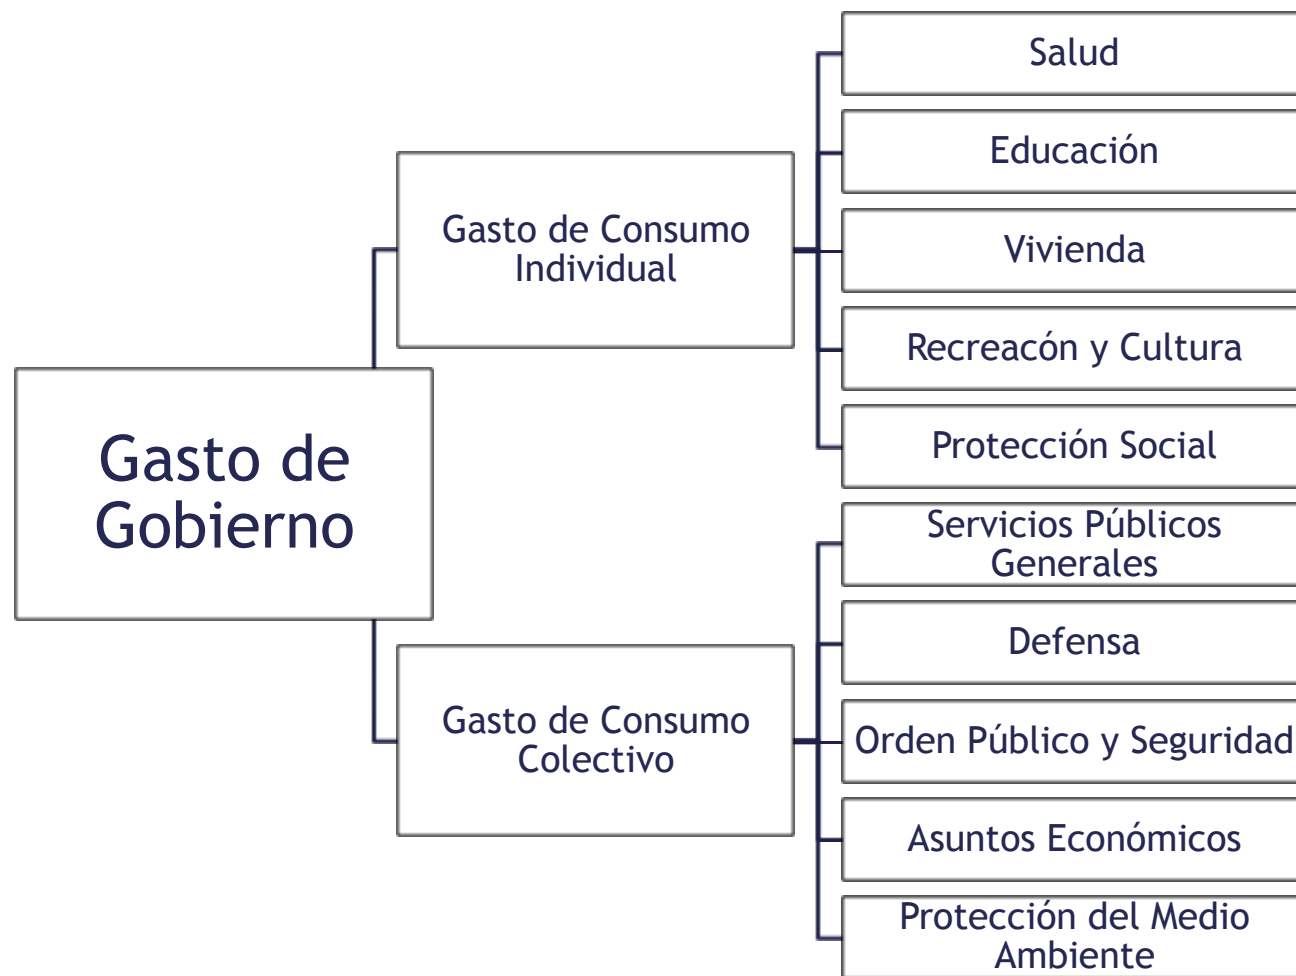 Gasto de
Gobierno
Gasto de Consumo
Individual
Salud
Educación
Vivienda
Recreacón y Cultura
Protección Social
Gasto de Consumo
Colectivo
Servicios Públicos
Generales
Defensa
Orden Público y Seguridad
Asuntos Económicos
Protección del Medio
Ambiente